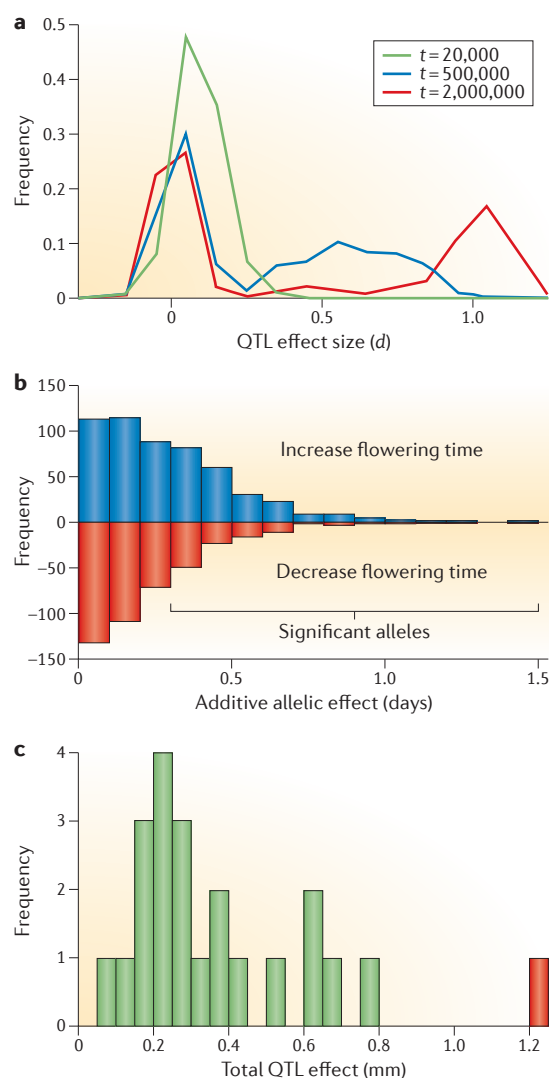 a
0.5
0.4
0.3
0.2
0.1
0
Frequency
t = 20,000
t = 500,000
t = 2,000,000
0
0.5
1.0
QTL effect size (d)
b
150
100
50
0
−50
−100
−150
Frequency
Increase flowering time
Decrease flowering time
Significant alleles
0
0.5
1.0
1.5
Additive allelic effect (days)
c
4
3
2
1
0
Frequency
0
0.2
0.4
0.6
0.8
1.0
1.2
Total QTL effect (mm)